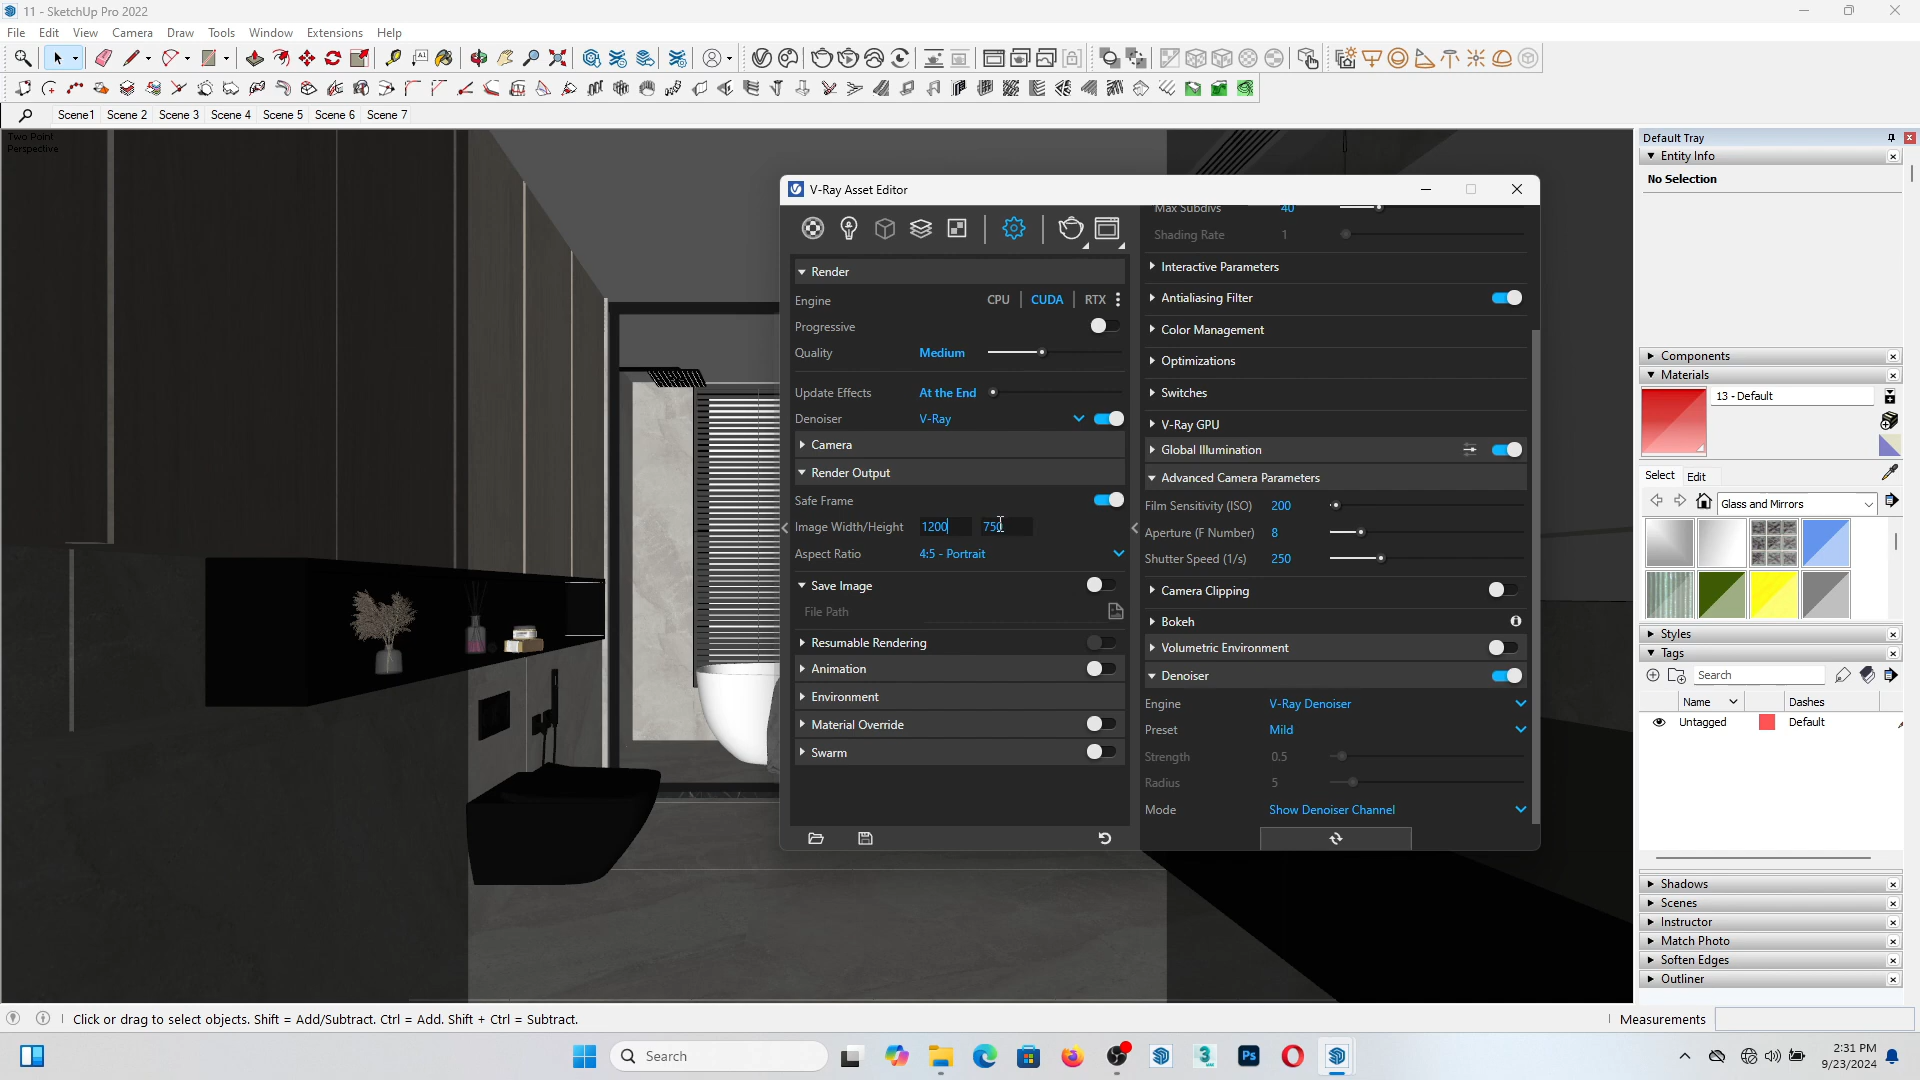 11 - SketchUp Pro 2022
File Edit View Camera Draw Tools Window Extensions Help
Scene1 Scene 2 Scene 3 Scene 4 Scene 5 Scene 6 Scene 7
Two Point
Perspective
V-Ray Asset Editor
Render
Engine CPU CUDA RTX
Progressive
Quality Medium
Update Effects At the End
Denoiser V-Ray
Camera
Render Output
Safe Frame
Image Width/Height 1200 750
Aspect Ratio 4:5 - Portrait
Save Image
File Path
Resumable Rendering
Animation
Environment
Material Override
Swarm
Max Subdivs 40
Shading Rate 1
Interactive Parameters
Antialiasing Filter
Color Management
Optimizations
Switches
V-Ray GPU
Global Illumination
Advanced Camera Parameters
Film Sensitivity (ISO) 200
Aperture (F Number) 8
Shutter Speed (1/s) 250
Camera Clipping
Bokeh
Volumetric Environment
Denoiser
Engine V-Ray Denoiser
Preset Mild
Strength 0.5
Radius 5
Mode Show Denoiser Channel
Default Tray
Entity Info
No Selection
Components
Materials
13 - Default
Select Edit
Glass and Mirrors
Styles
Tags
Search
Name Dashes
Untagged Default
Shadows
Scenes
Instructor
Match Photo
Soften Edges
Outliner
Click or drag to select objects. Shift = Add/Subtract. Ctrl = Add. Shift + Ctrl = Subtract.
Measurements
Search
Ps
2:31 PM
9/23/2024